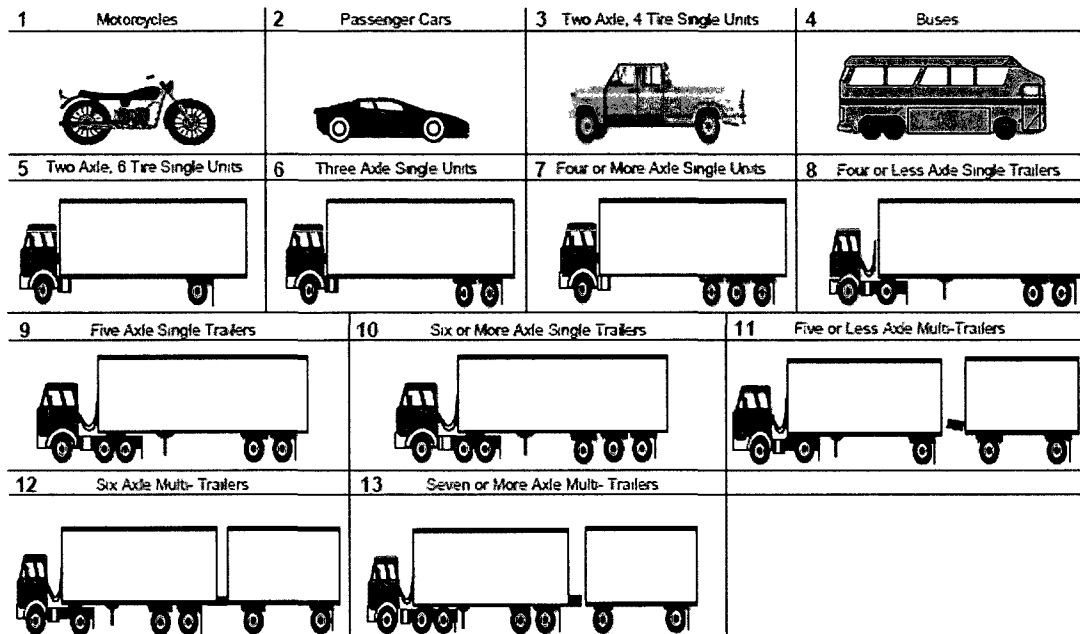 1 Motorcycles
2 Passenger Cars
3 Two Axle, 4 Tire Single Units
4 Buses
5 Two Axle, 6 Tire Single Units
6 Three Axle Single Units
7 Four or More Axle Single Units
8 Four or Less Axle Single Trailers
9 Five Axle Single Trailers
10 Six or More Axle Single Trailers
11 Five or Less Axle Multi-Trailers
12 Six Axle Multi- Trailers
13 Seven or More Axle Multi- Trailers